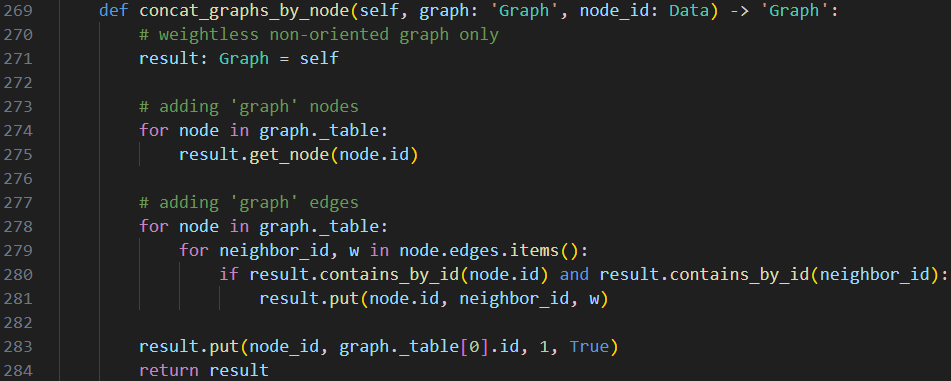 269 def concat_graphs_by_node(self, graph: 'Graph', node_id: Data) -> 'Graph':
270 # weightless non-oriented graph only
271 result: Graph = self
272
273 # adding 'graph' nodes
274 for node in graph._table:
275 result.get_node(node.id)
276
277 # adding 'graph' edges
278 for node in graph._table:
279 for neighbor_id, w in node.edges.items():
280 if result.contains_by_id(node.id) and result.contains_by_id(neighbor_id):
281 result.put(node.id, neighbor_id, w)
282
283 result.put(node_id, graph._table[0].id, 1, True)
284 return result